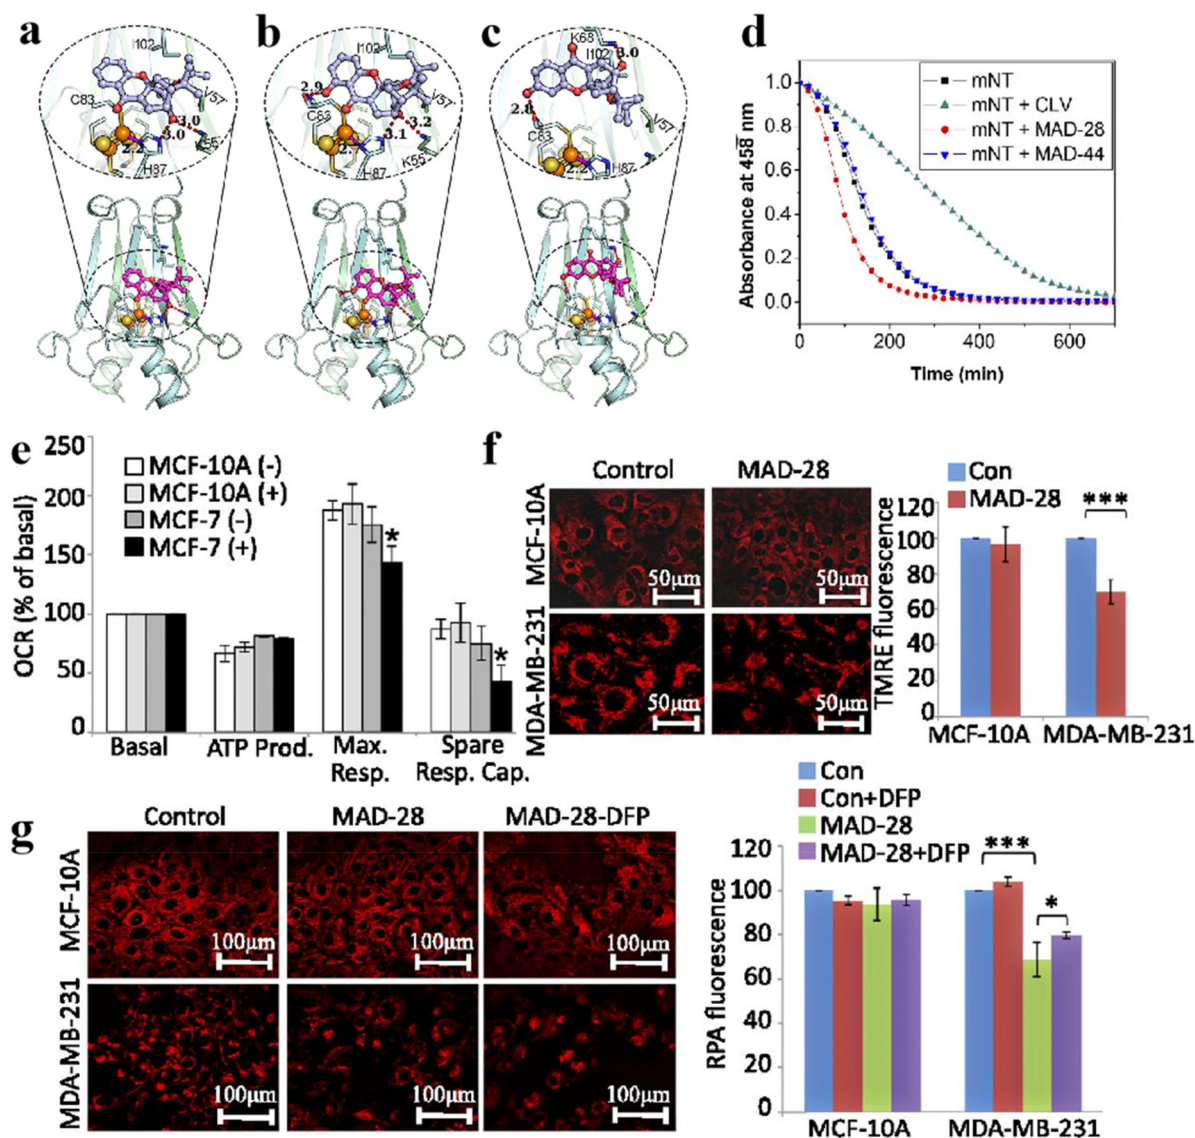 a
b
c
d
I102
C83
V57
3.0
3.0
K55
H87
I102
2.9
C83
V57
3.2
3.1
K55
H87
K68
I102
3.0
2.8
C83
V57
2.2
H87
mNT
mNT + CLV
mNT + MAD-28
mNT + MAD-44
Absorbance at 458 nm
1.0
0.8
0.6
0.4
0.2
0.0
0
200
400
600
Time (min)
e
OCR (% of basal)
250
200
150
100
50
0
MCF-10A (-)
MCF-10A (+)
MCF-7 (-)
MCF-7 (+)
*
*
Basal
ATP Prod.
Max.
Resp.
Spare
Resp. Cap.
f
Control
MAD-28
MCF-10A
MDA-MB-231
50μm
50μm
50μm
50μm
Con
MAD-28
***
TMRE fluorescence
120
100
80
60
40
20
0
MCF-10A
MDA-MB-231
g
Control
MAD-28
MAD-28-DFP
MCF-10A
MDA-MB-231
100μm
100μm
100μm
100μm
100μm
100μm
Con
Con+DFP
MAD-28
MAD-28+DFP
***
*
RPA fluorescence
120
100
80
60
40
20
0
MCF-10A
MDA-MB-231